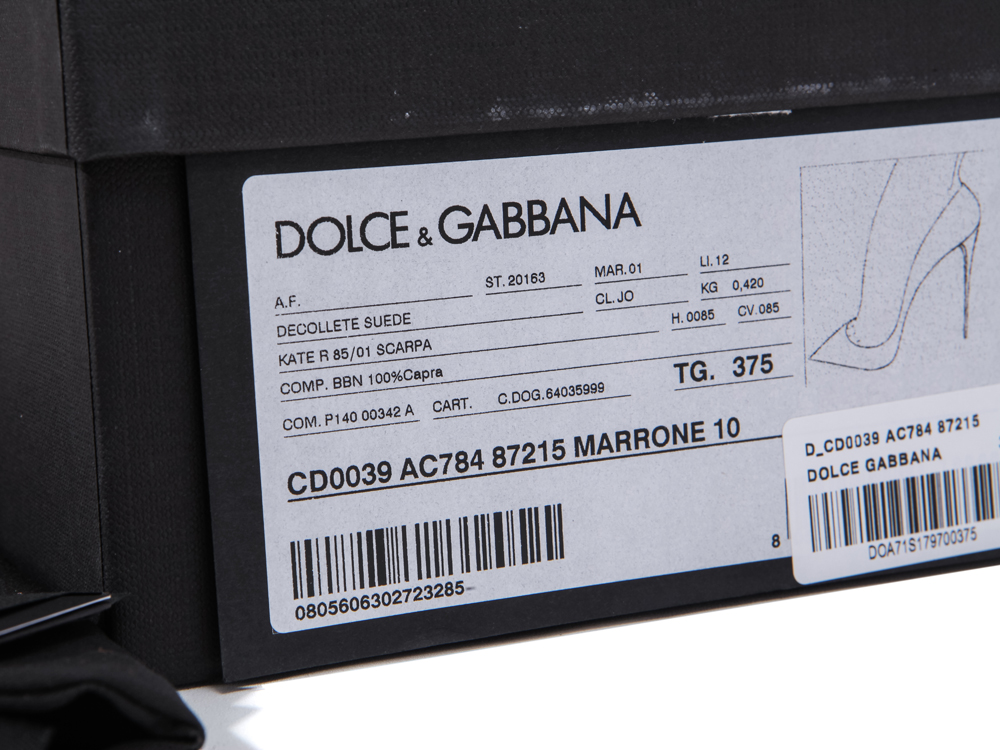 DOLCE & GABBANA
A.F. ST. 20163 MAR. 01 LI. 12
DECOLLETE SUEDE CL. JO KG 0,420
KATE R 85/01 SCARPA H. 0085 CV. 085
COMP. BBN 100%Capra TG. 375
COM. P140 00342 A CART. C.DOG.64035999
CD0039 AC784 87215 MARRONE 10
8
0805606302723285
D_CD0039 AC784 87215
DOLCE GABBANA
DOA71S179700375